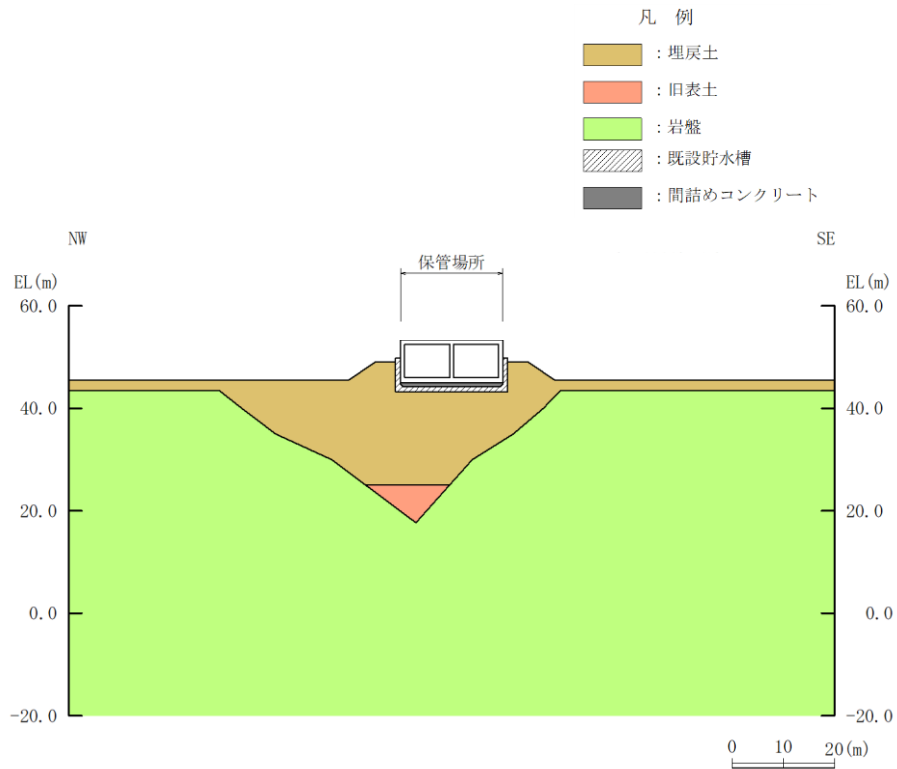 凡 例
：埋戻土
：旧表土
：岩盤
：既設貯水槽
：間詰めコンクリート
NW
SE
保管場所
EL(m)
EL(m)
60.0
60.0
40.0
40.0
20.0
20.0
0.0
0.0
-20.0
-20.0
0 10 20(m)